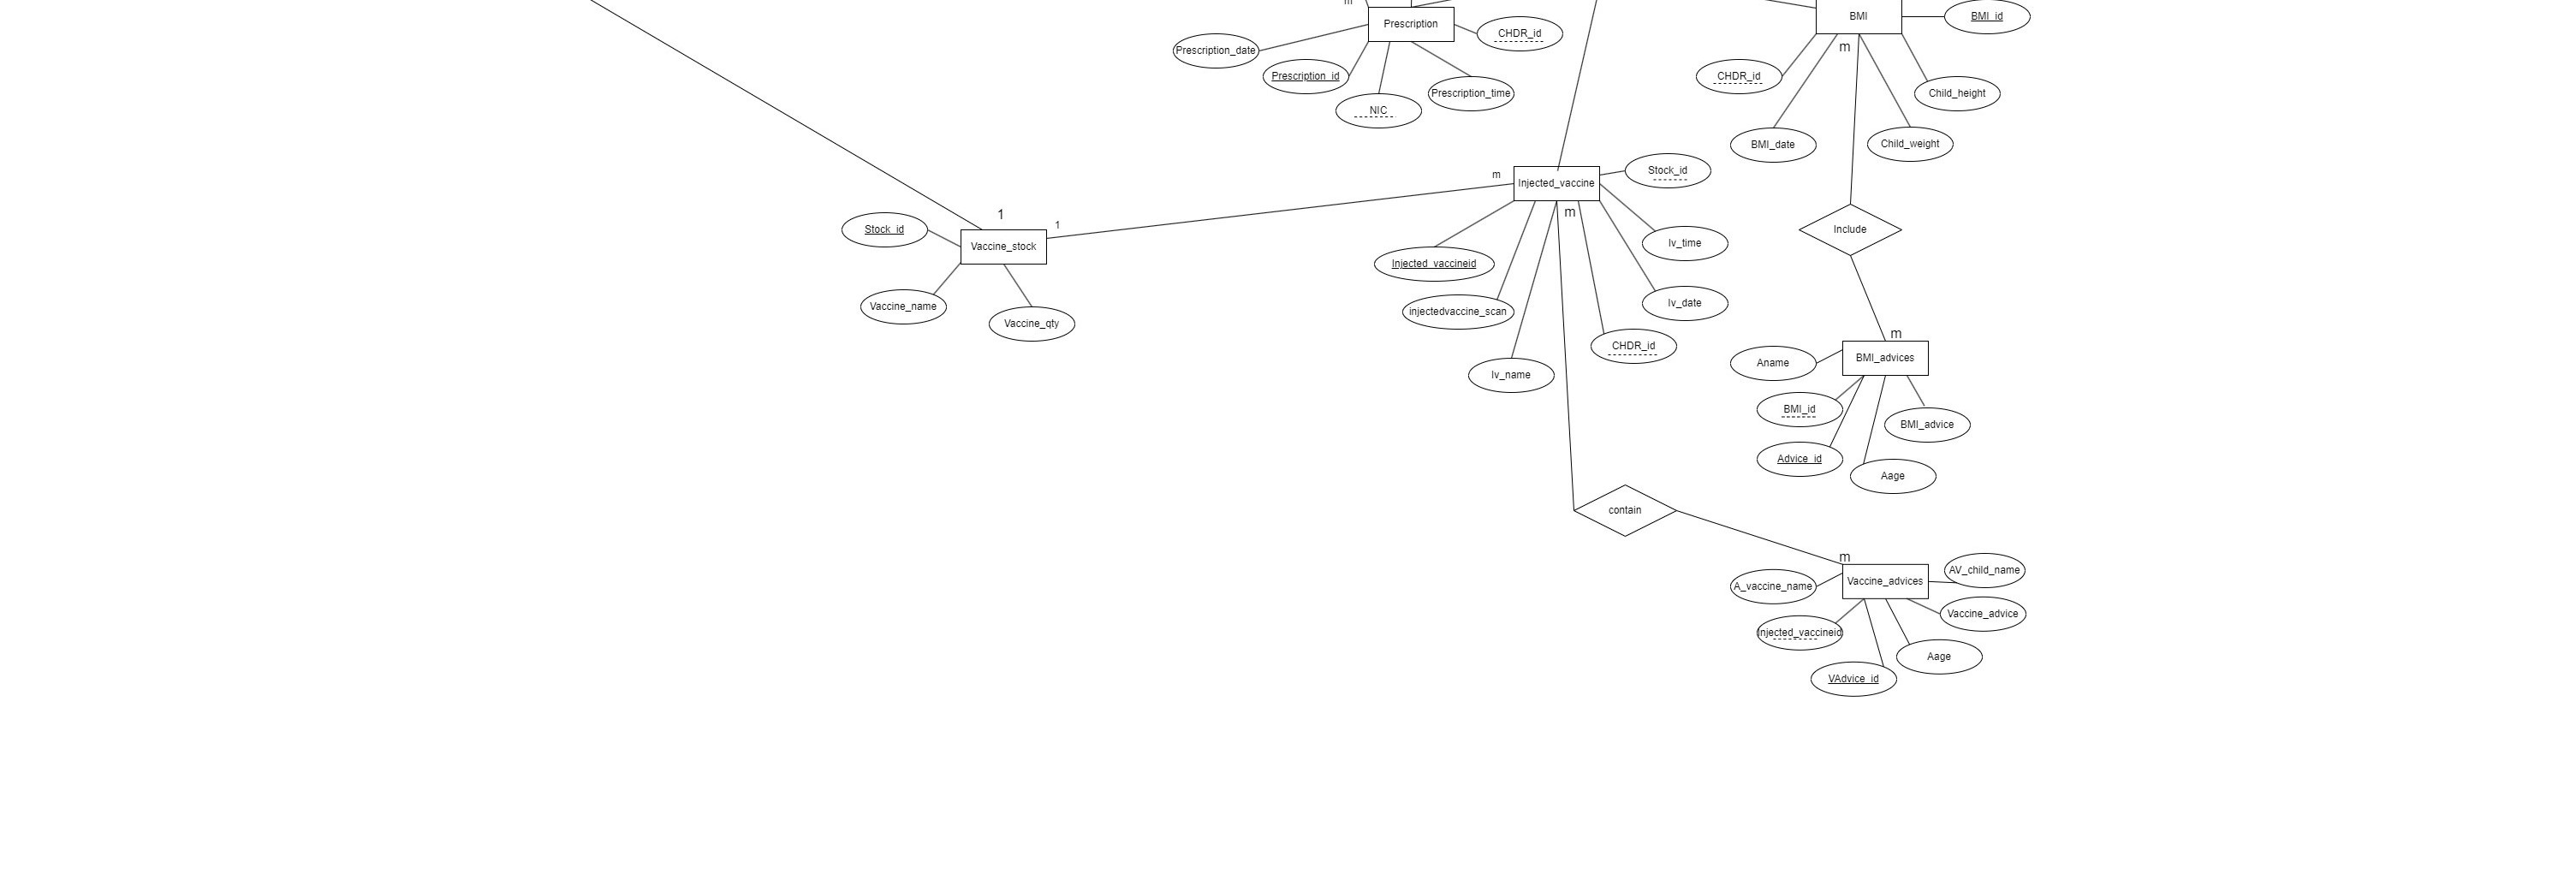 m
Prescription
CHDR_id
Prescription_date
Prescription_id
NIC
Prescription_time
BMI
BMI_id
m
CHDR_id
Child_height
BMI_date
Child_weight
m
Injected_vaccine
Stock_id
m
1
1
Stock_id
Vaccine_stock
Vaccine_name
Vaccine_qty
Iv_time
Include
Injected_vaccineid
injectedvaccine_scan
Iv_date
CHDR_id
Iv_name
m
BMI_advices
Aname
BMI_id
BMI_advice
Advice_id
Aage
contain
m
Vaccine_advices
AV_child_name
A_vaccine_name
Vaccine_advice
Injected_vaccineid
Aage
VAdvice_id